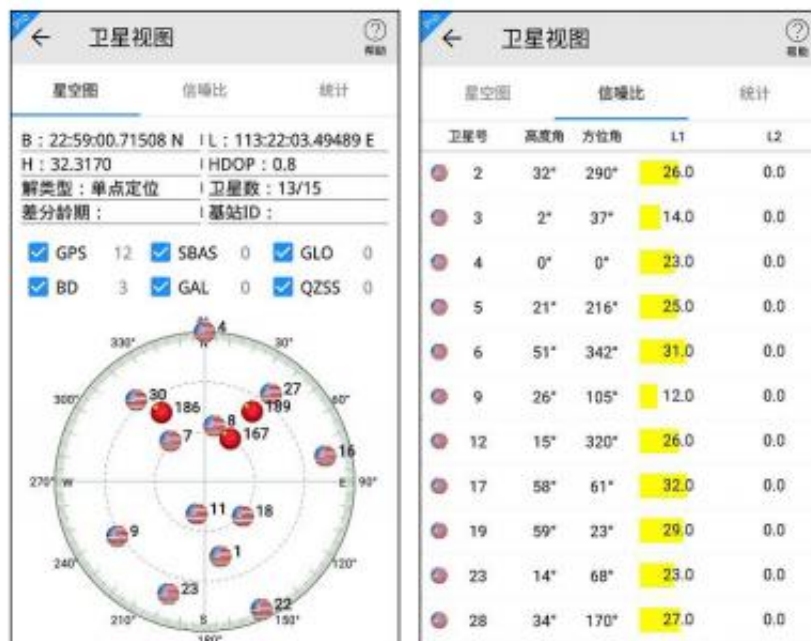 Pro
卫星视图
帮助
星空图 信噪比 统计
B：22:59:00.71508 N L：113:22:03.49489 E
H：32.3170 HDOP：0.8
解类型：单点定位 卫星数：13/15
差分龄期： 基站ID：
GPS 12 SBAS 0 GLO 0
BD 3 GAL 0 QZSS 0
N 4
330° 30°
30 27
300° 186 189 60°
8
7 167
16
270° W E 90°
11 18
9
1
240° 120°
23
22
210° S 150°
180°
Pro
卫星视图
帮助
星空图 信噪比 统计
卫星号 高度角 方位角 L1 L2
2 32° 290° 26.0 0.0
3 2° 37° 14.0 0.0
4 0° 0° 23.0 0.0
5 21° 216° 25.0 0.0
6 51° 342° 31.0 0.0
9 26° 105° 12.0 0.0
12 15° 320° 26.0 0.0
17 58° 61° 32.0 0.0
19 59° 23° 29.0 0.0
23 14° 68° 23.0 0.0
28 34° 170° 27.0 0.0